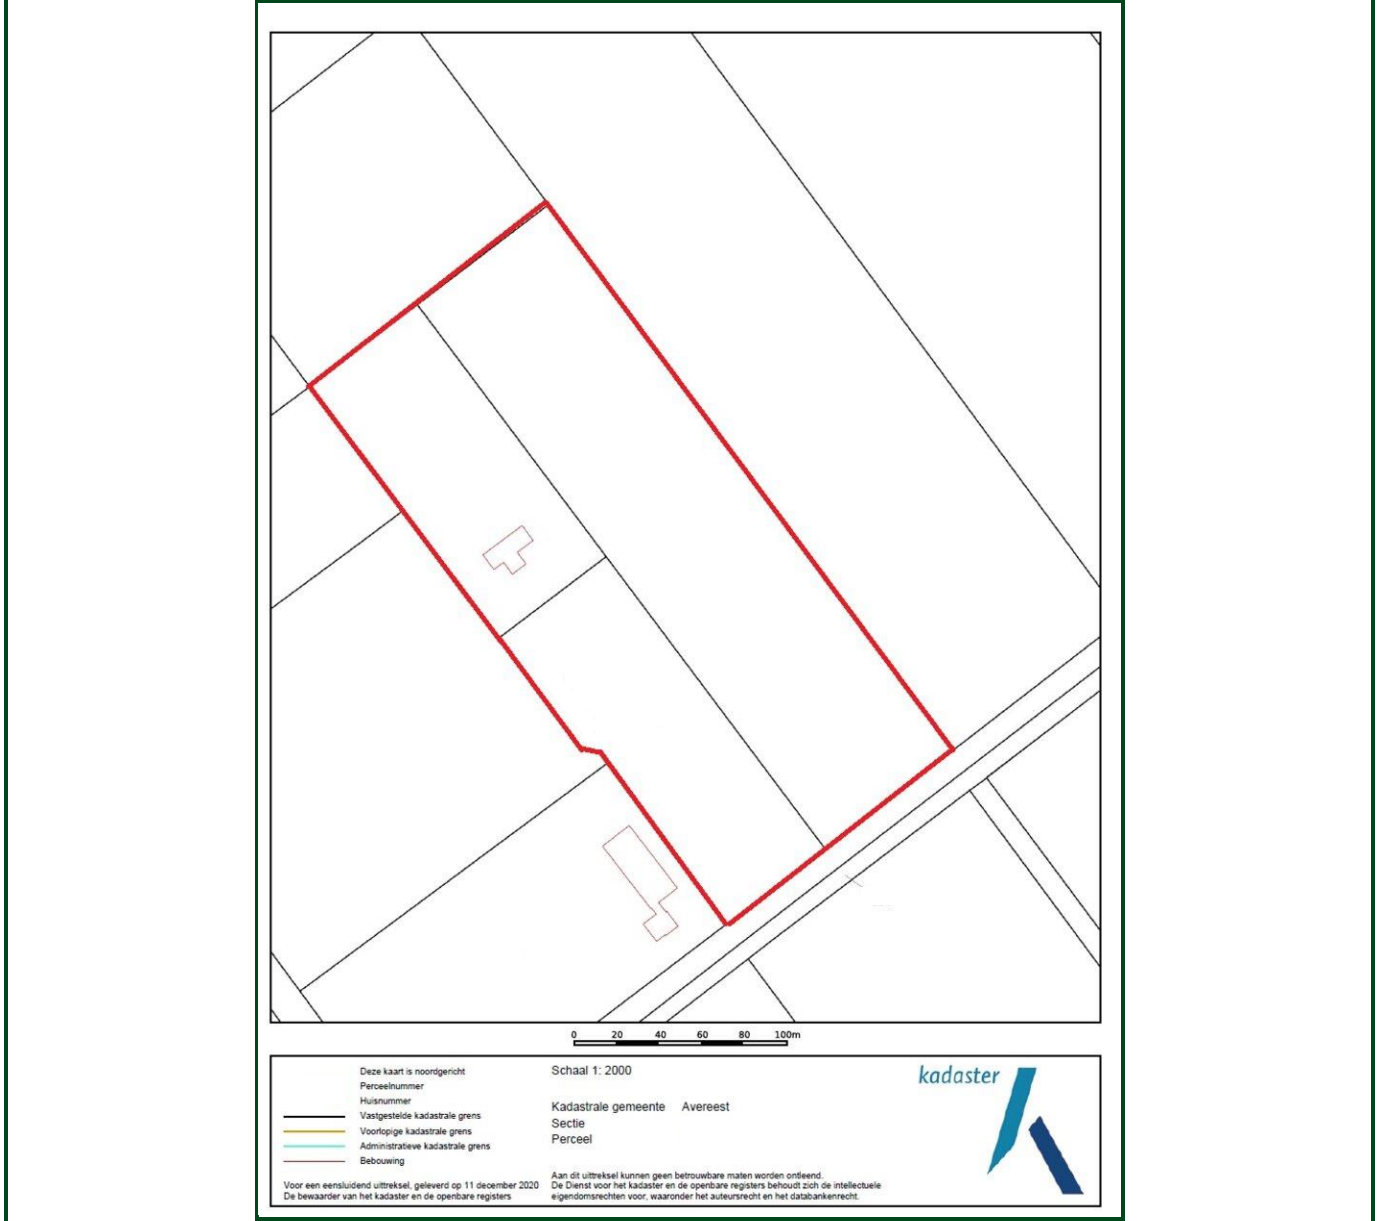 0 20 40 60 80 100m
Deze kaart is noordgericht
Perceelnummer
Huisnummer
Vastgestelde kadastrale grens
Voorlopige kadastrale grens
Administratieve kadastrale grens
Bebouwing
Voor een eensluidend uittreksel, geleverd op 11 december 2020
De bewaarder van het kadaster en de openbare registers
Schaal 1: 2000
Kadastrale gemeente Avereest
Sectie
Perceel
Aan dit uittreksel kunnen geen betrouwbare maten worden ontleend.
De Dienst voor het kadaster en de openbare registers behoudt zich de intellectuele
eigendomsrechten voor, waaronder het auteursrecht en het databankenrecht.
kadaster